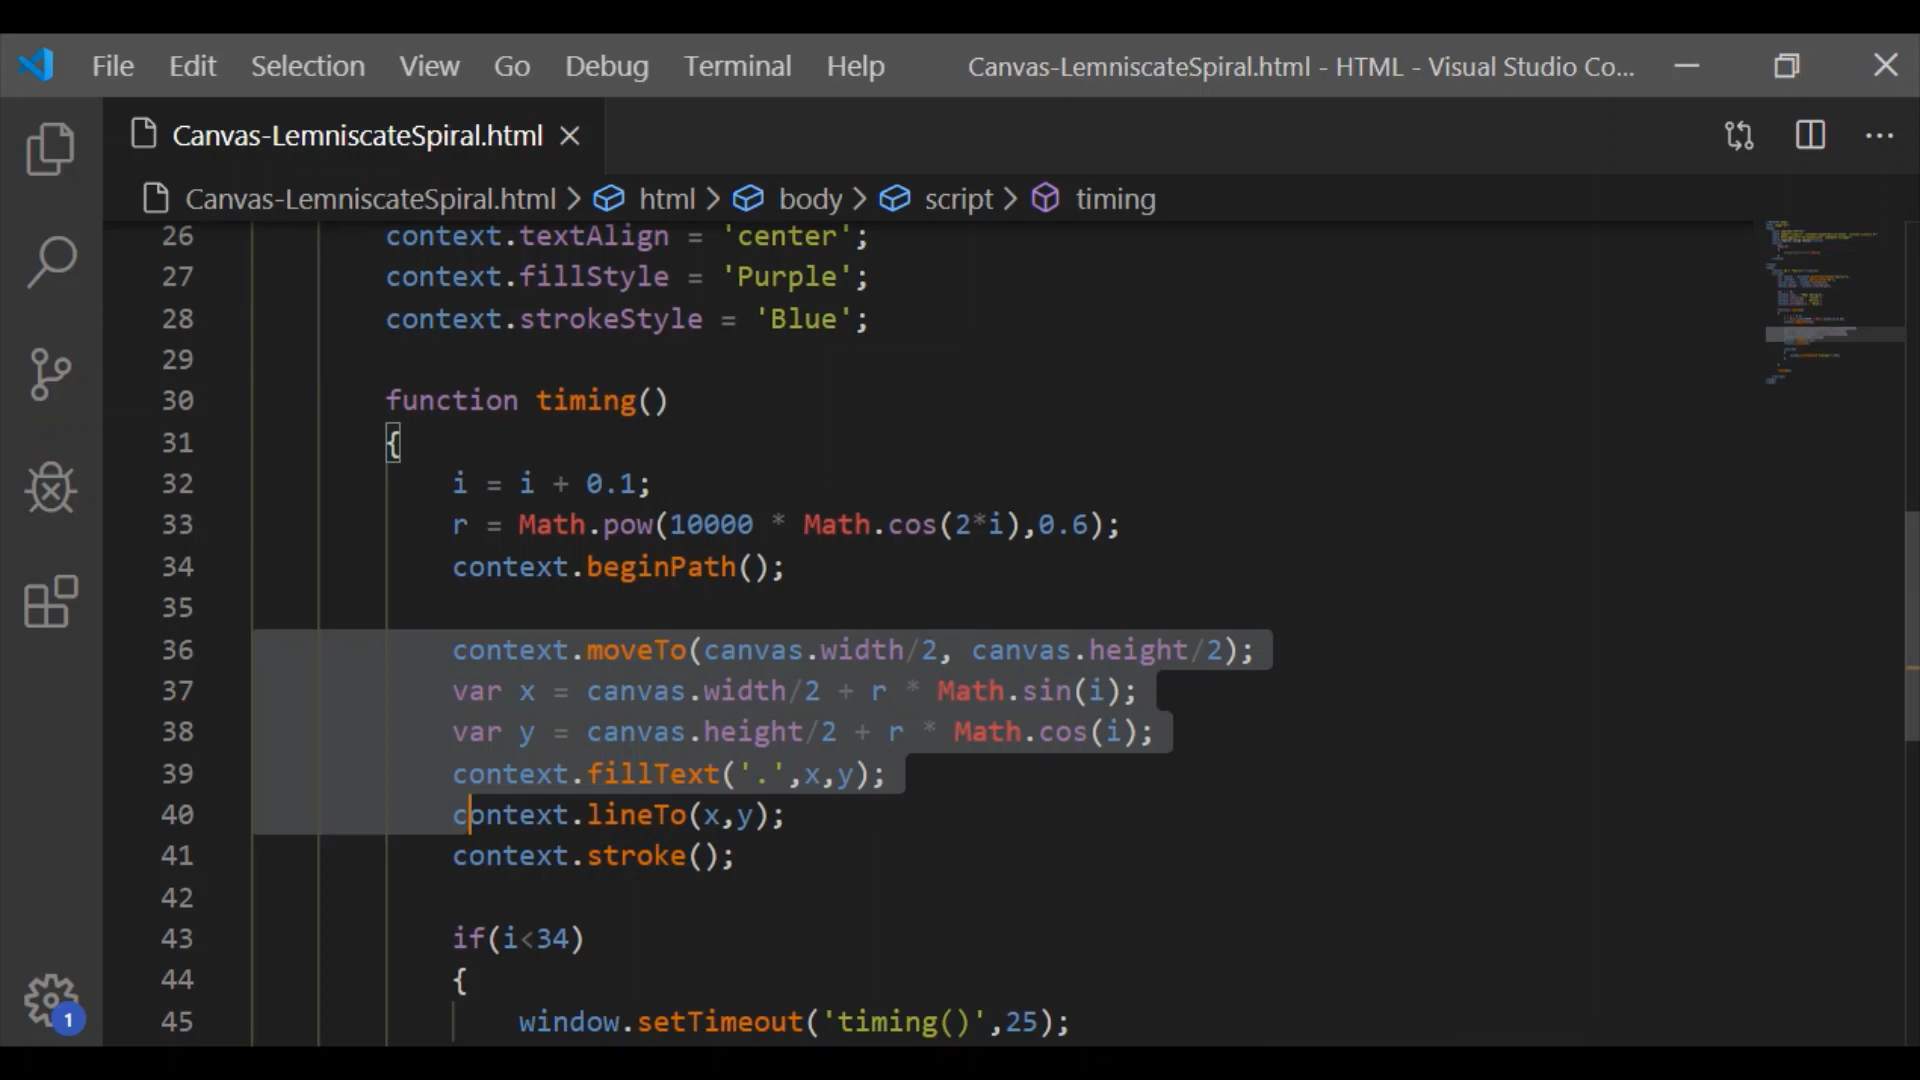 File Edit Selection View Go Debug Terminal Help Canvas-LemniscateSpiral.html - HTML - Visual Studio Co...
Canvas-LemniscateSpiral.html
Canvas-LemniscateSpiral.html > html > body > script > timing
26 context.textAlign = 'center';
27 context.fillStyle = 'Purple';
28 context.strokeStyle = 'Blue';
29
30 function timing()
31 {
32 i = i + 0.1;
33 r = Math.pow(10000 * Math.cos(2*i),0.6);
34 context.beginPath();
35
36 context.moveTo(canvas.width/2, canvas.height/2);
37 var x = canvas.width/2 + r * Math.sin(i);
38 var y = canvas.height/2 + r * Math.cos(i);
39 context.fillText('.',x,y);
40 context.lineTo(x,y);
41 context.stroke();
42
43 if(i<34)
44 {
45 window.setTimeout('timing()',25);
1